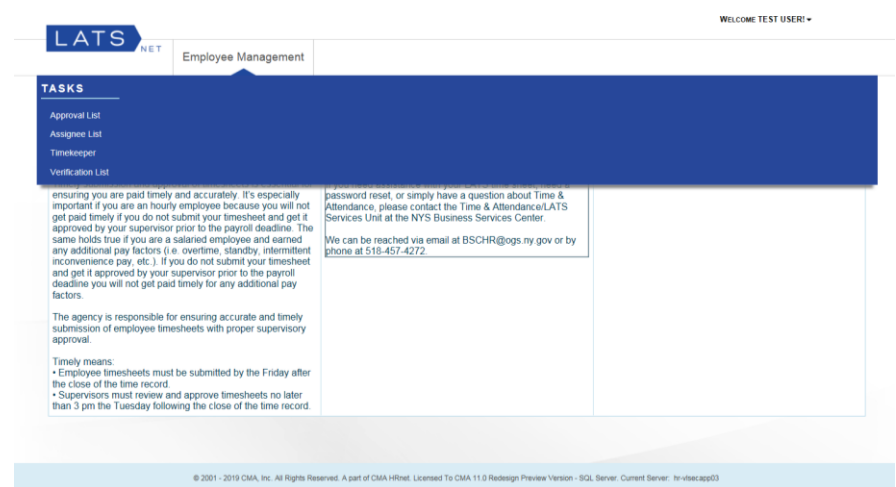 WELCOME TEST USER!
LATS
NET
Employee Management
TASKS
Approval List
Assignee List
Timekeeper
Verification List
ensuring you are paid timely and accurately. It's especially
important if you are an hourly employee because you will not
get paid timely if you do not submit your timesheet and get it
approved by your supervisor prior to the payroll deadline. The
same holds true if you are a salaried employee and earned
any additional pay factors (i.e. overtime, standby, intermittent
inconvenience pay, etc.). If you do not submit your timesheet
and get it approved by your supervisor prior to the payroll
deadline you will not get paid timely for any additional pay
factors.
The agency is responsible for ensuring accurate and timely
submission of employee timesheets with proper supervisory
approval.
Timely means:
• Employee timesheets must be submitted by the Friday after
the close of the time record.
• Supervisors must review and approve timesheets no later
than 3 pm the Tuesday following the close of the time record.
password reset, or simply have a question about Time &
Attendance, please contact the Time & Attendance/LATS
Services Unit at the NYS Business Services Center.
We can be reached via email at BSCHR@ogs.ny.gov or by
phone at 518-457-4272.
© 2001 - 2019 CMA, Inc. All Rights Reserved. A part of CMA HRnet. Licensed To CMA 11.0 Redesign Preview Version - SQL Server. Current Server: hr-vlsecapp03